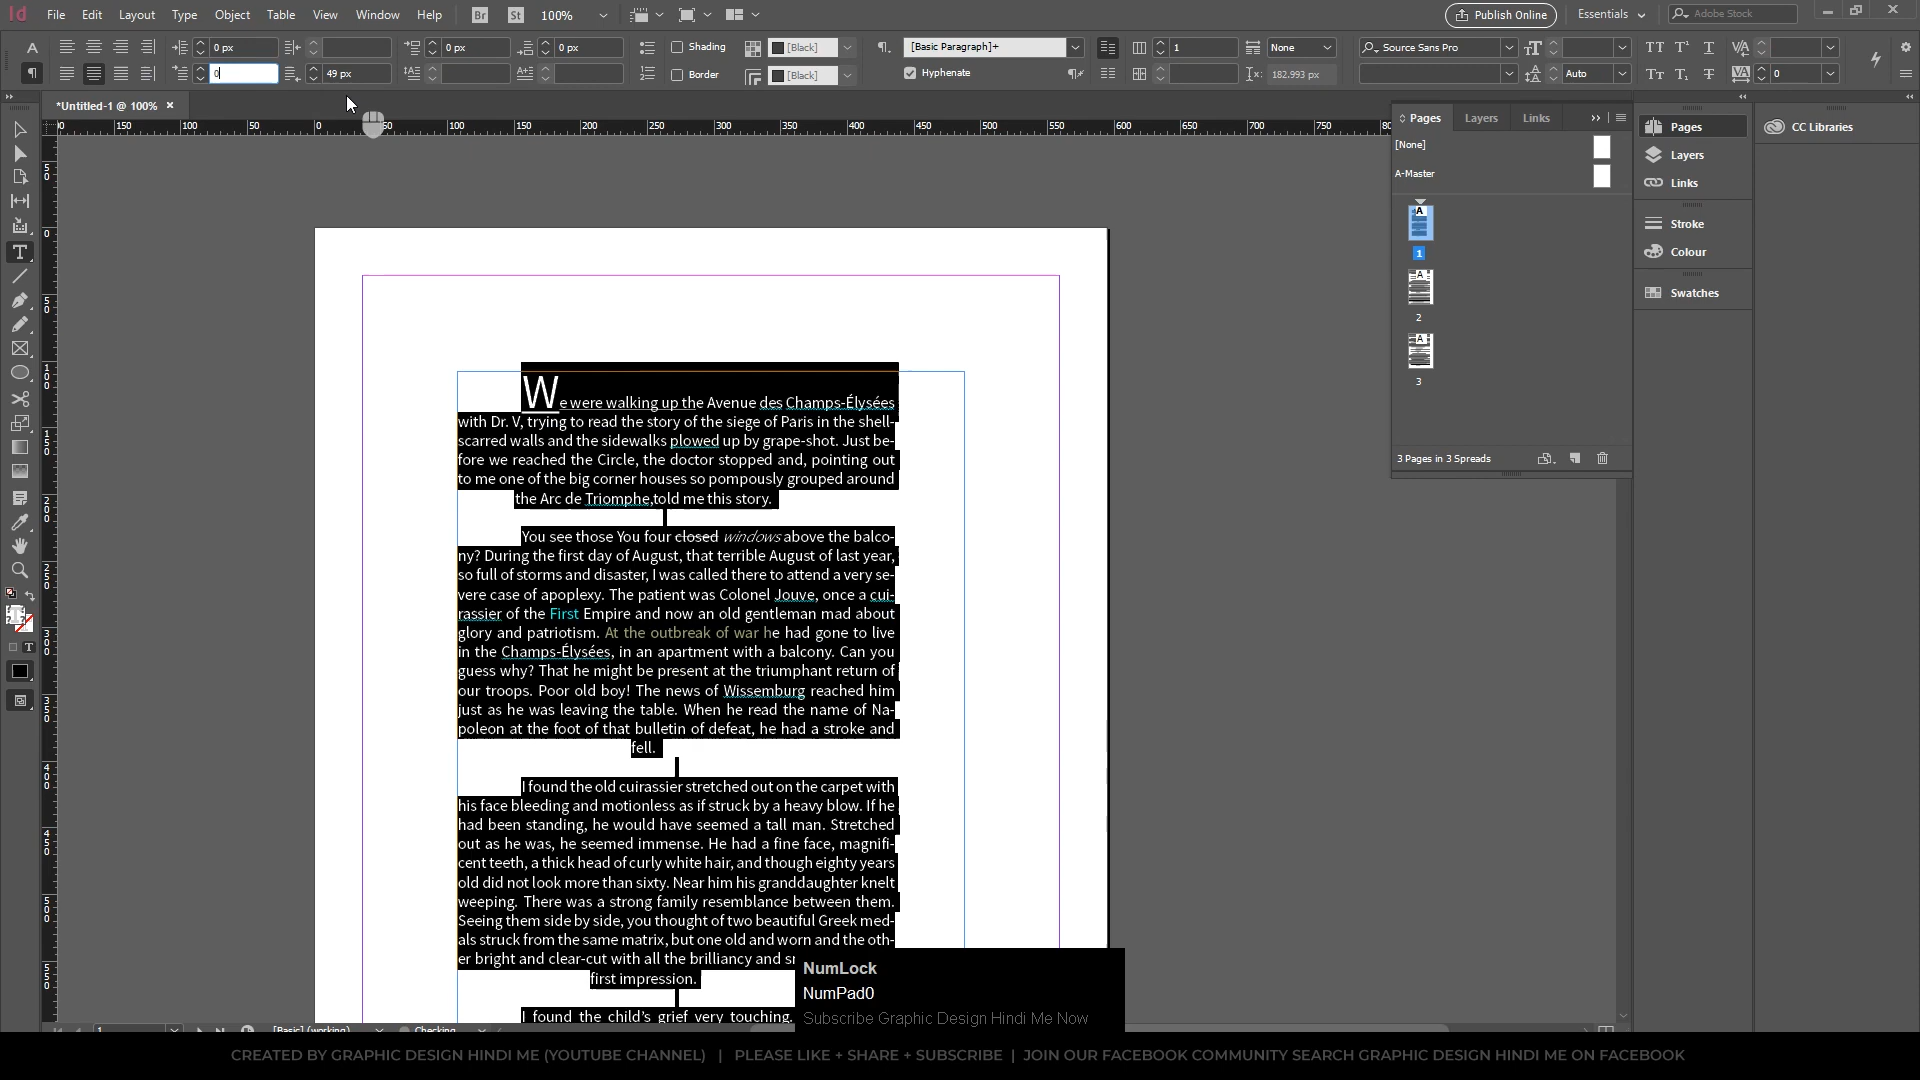 Id File Edit Layout Type Object Table View Window Help Br St 100% Publish Online Essentials Adobe Stock
A 0 px 0 px 0 px Shading [Black] [Basic Paragraph]+ 1 None Source Sans Pro
0 49 px Border [Black] Hyphenate 182.993 px Auto 0
*Untitled-1 @ 100% ×
Pages Layers Links
[None]
A-Master
1
2
3
3 Pages in 3 Spreads
Pages
Layers
Links
Stroke
Colour
Swatches
CC Libraries
We were walking up the Avenue des Champs-Élysées
with Dr. V, trying to read the story of the siege of Paris in the shell-
scarred walls and the sidewalks plowed up by grape-shot. Just be-
fore we reached the Circle, the doctor stopped and, pointing out
to me one of the big corner houses so pompously grouped around
the Arc de Triomphe,told me this story.
You see those You four closed windows above the balco-
ny? During the first day of August, that terrible August of last year,
so full of storms and disaster, I was called there to attend a very se-
vere case of apoplexy. The patient was Colonel Jouve, once a cui-
rassier of the First Empire and now an old gentleman mad about
glory and patriotism. At the outbreak of war he had gone to live
in the Champs-Élysées, in an apartment with a balcony. Can you
guess why? That he might be present at the triumphant return of
our troops. Poor old boy! The news of Wissemburg reached him
just as he was leaving the table. When he read the name of Na-
poleon at the foot of that bulletin of defeat, he had a stroke and
fell.
I found the old cuirassier stretched out on the carpet with
his face bleeding and motionless as if struck by a heavy blow. If he
had been standing, he would have seemed a tall man. Stretched
out as he was, he seemed immense. He had a fine face, magnifi-
cent teeth, a thick head of curly white hair, and though eighty years
old did not look more than sixty. Near him his granddaughter knelt
weeping. There was a strong family resemblance between them.
Seeing them side by side, you thought of two beautiful Greek med-
als struck from the same matrix, but one old and worn and the oth-
er bright and clear-cut with all the brilliancy and
first impression.
I found the child's grief very touching.
NumLock
NumPad0
Subscribe Graphic Design Hindi Me Now
1 [Basic] (working) Checking
CREATED BY GRAPHIC DESIGN HINDI ME (YOUTUBE CHANNEL) | PLEASE LIKE + SHARE + SUBSCRIBE | JOIN OUR FACEBOOK COMMUNITY SEARCH GRAPHIC DESIGN HINDI ME ON FACEBOOK